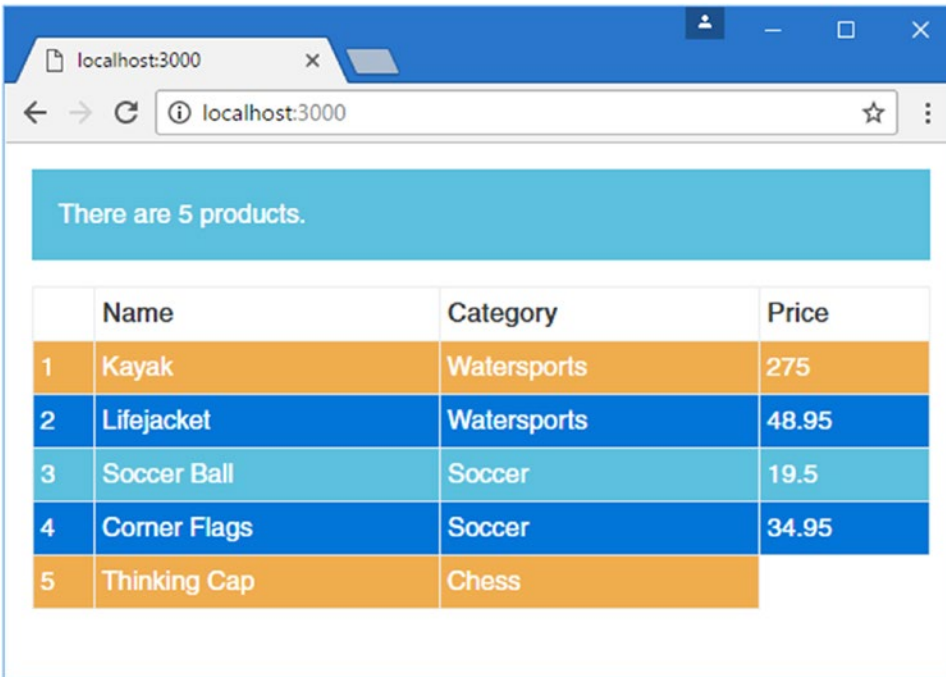 localhost:3000
localhost:3000
There are 5 products.
Name Category Price
1 Kayak Watersports 275
2 Lifejacket Watersports 48.95
3 Soccer Ball Soccer 19.5
4 Corner Flags Soccer 34.95
5 Thinking Cap Chess